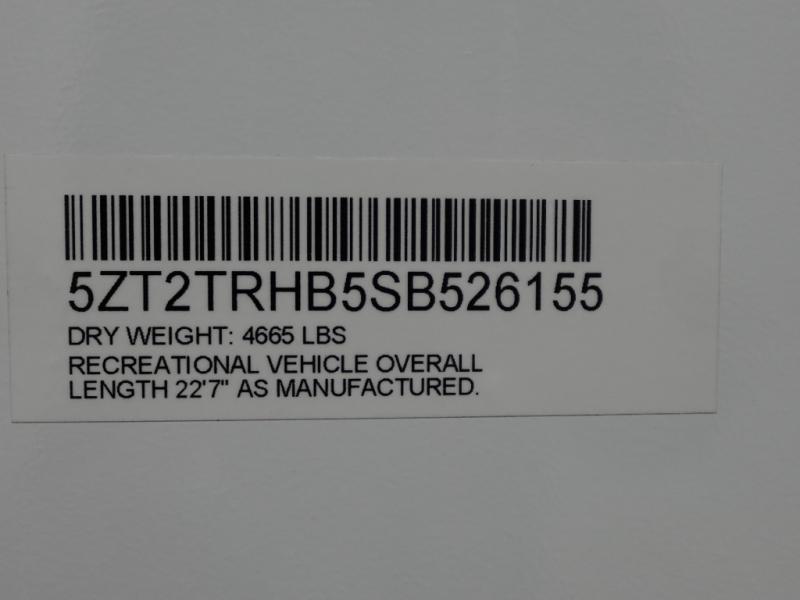 5ZT2TRHB5SB526155
DRY WEIGHT: 4665 LBS
RECREATIONAL VEHICLE OVERALL
LENGTH 22'7" AS MANUFACTURED.